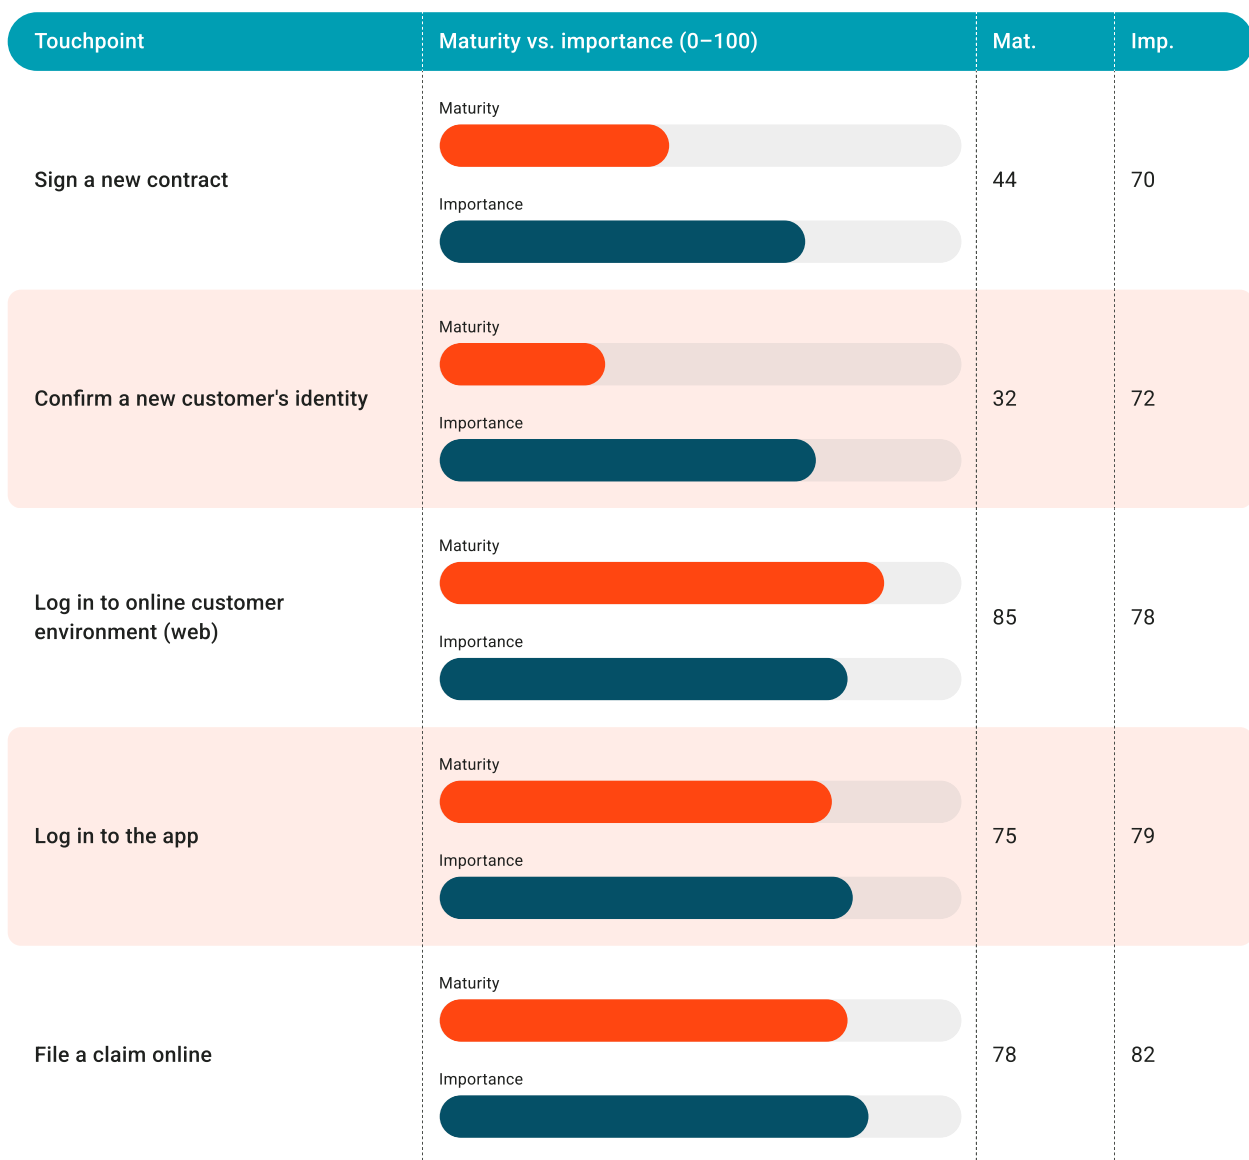 Touchpoint
Maturity vs. importance (0–100)
Mat.
Imp.
Sign a new contract
Maturity
Importance
44
70
Confirm a new customer's identity
Maturity
Importance
32
72
Log in to online customer
environment (web)
Maturity
Importance
85
78
Log in to the app
Maturity
Importance
75
79
File a claim online
Maturity
Importance
78
82